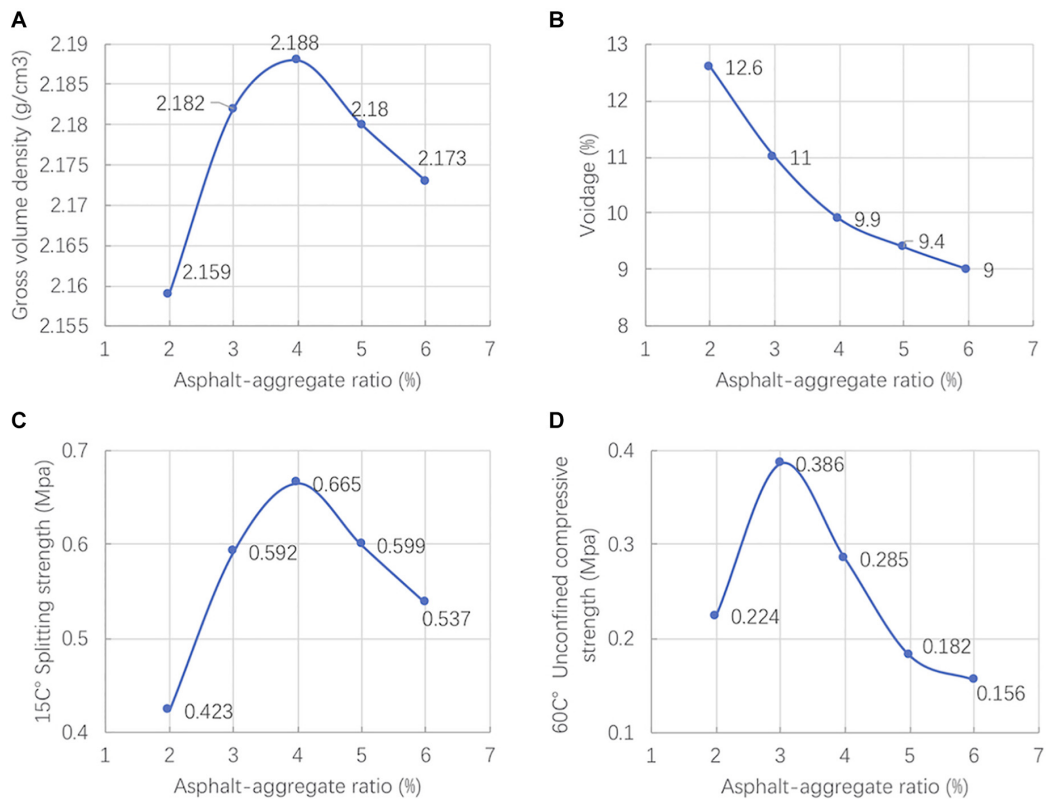 A
Gross volume density (g/cm3)
2.19
2.185
2.18
2.175
2.17
2.165
2.16
2.155
2.159
2.182
2.188
2.18
2.173
1 2 3 4 5 6 7
Asphalt-aggregate ratio (%)
B
Voidage (%)
13
12
11
10
9
8
12.6
11
9.9
9.4
9
1 2 3 4 5 6 7
Asphalt-aggregate ratio (%)
C
15C° Splitting strength (Mpa)
0.7
0.6
0.5
0.4
0.423
0.592
0.665
0.599
0.537
1 2 3 4 5 6 7
Asphalt-aggregate ratio (%)
D
60C° Unconfined compressive
strength (Mpa)
0.4
0.3
0.2
0.1
0.224
0.386
0.285
0.182
0.156
1 2 3 4 5 6 7
Asphalt-aggregate ratio (%)